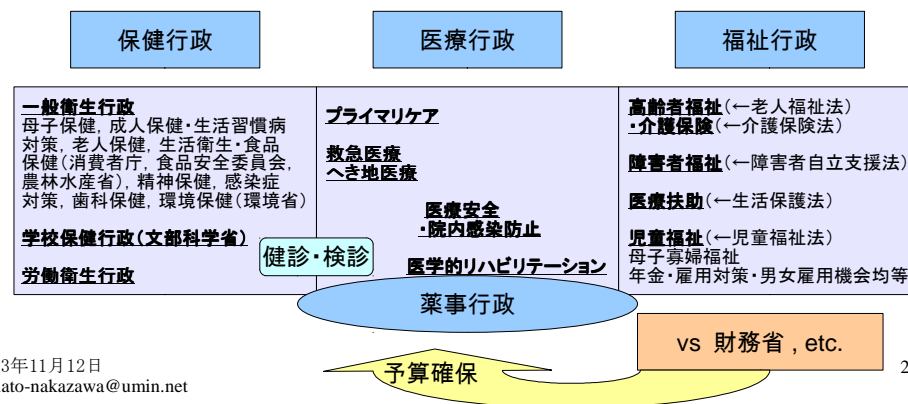 保健行政
医療行政
福祉行政
一般衛生行政
母子保健, 成人保健・生活習慣病
対策, 老人保健, 生活衛生・食品
保健(消費者庁, 食品安全委員会,
農林水産省), 精神保健, 感染症
対策, 歯科保健, 環境保健(環境省)
学校保健行政(文部科学省)
労働衛生行政
プライマリケア
救急医療
へき地医療
医療安全
・院内感染防止
医学的リハビリテーション
高齢者福祉(←老人福祉法)
・介護保険(←介護保険法)
障害者福祉(←障害者自立支援法)
医療扶助(←生活保護法)
児童福祉(←児童福祉法)
母子寡婦福祉
年金・雇用対策・男女雇用機会均等
健診・検診
薬事行政
vs 財務省 , etc.
予算確保
3年11月12日
ato-nakazawa@umin.net
2